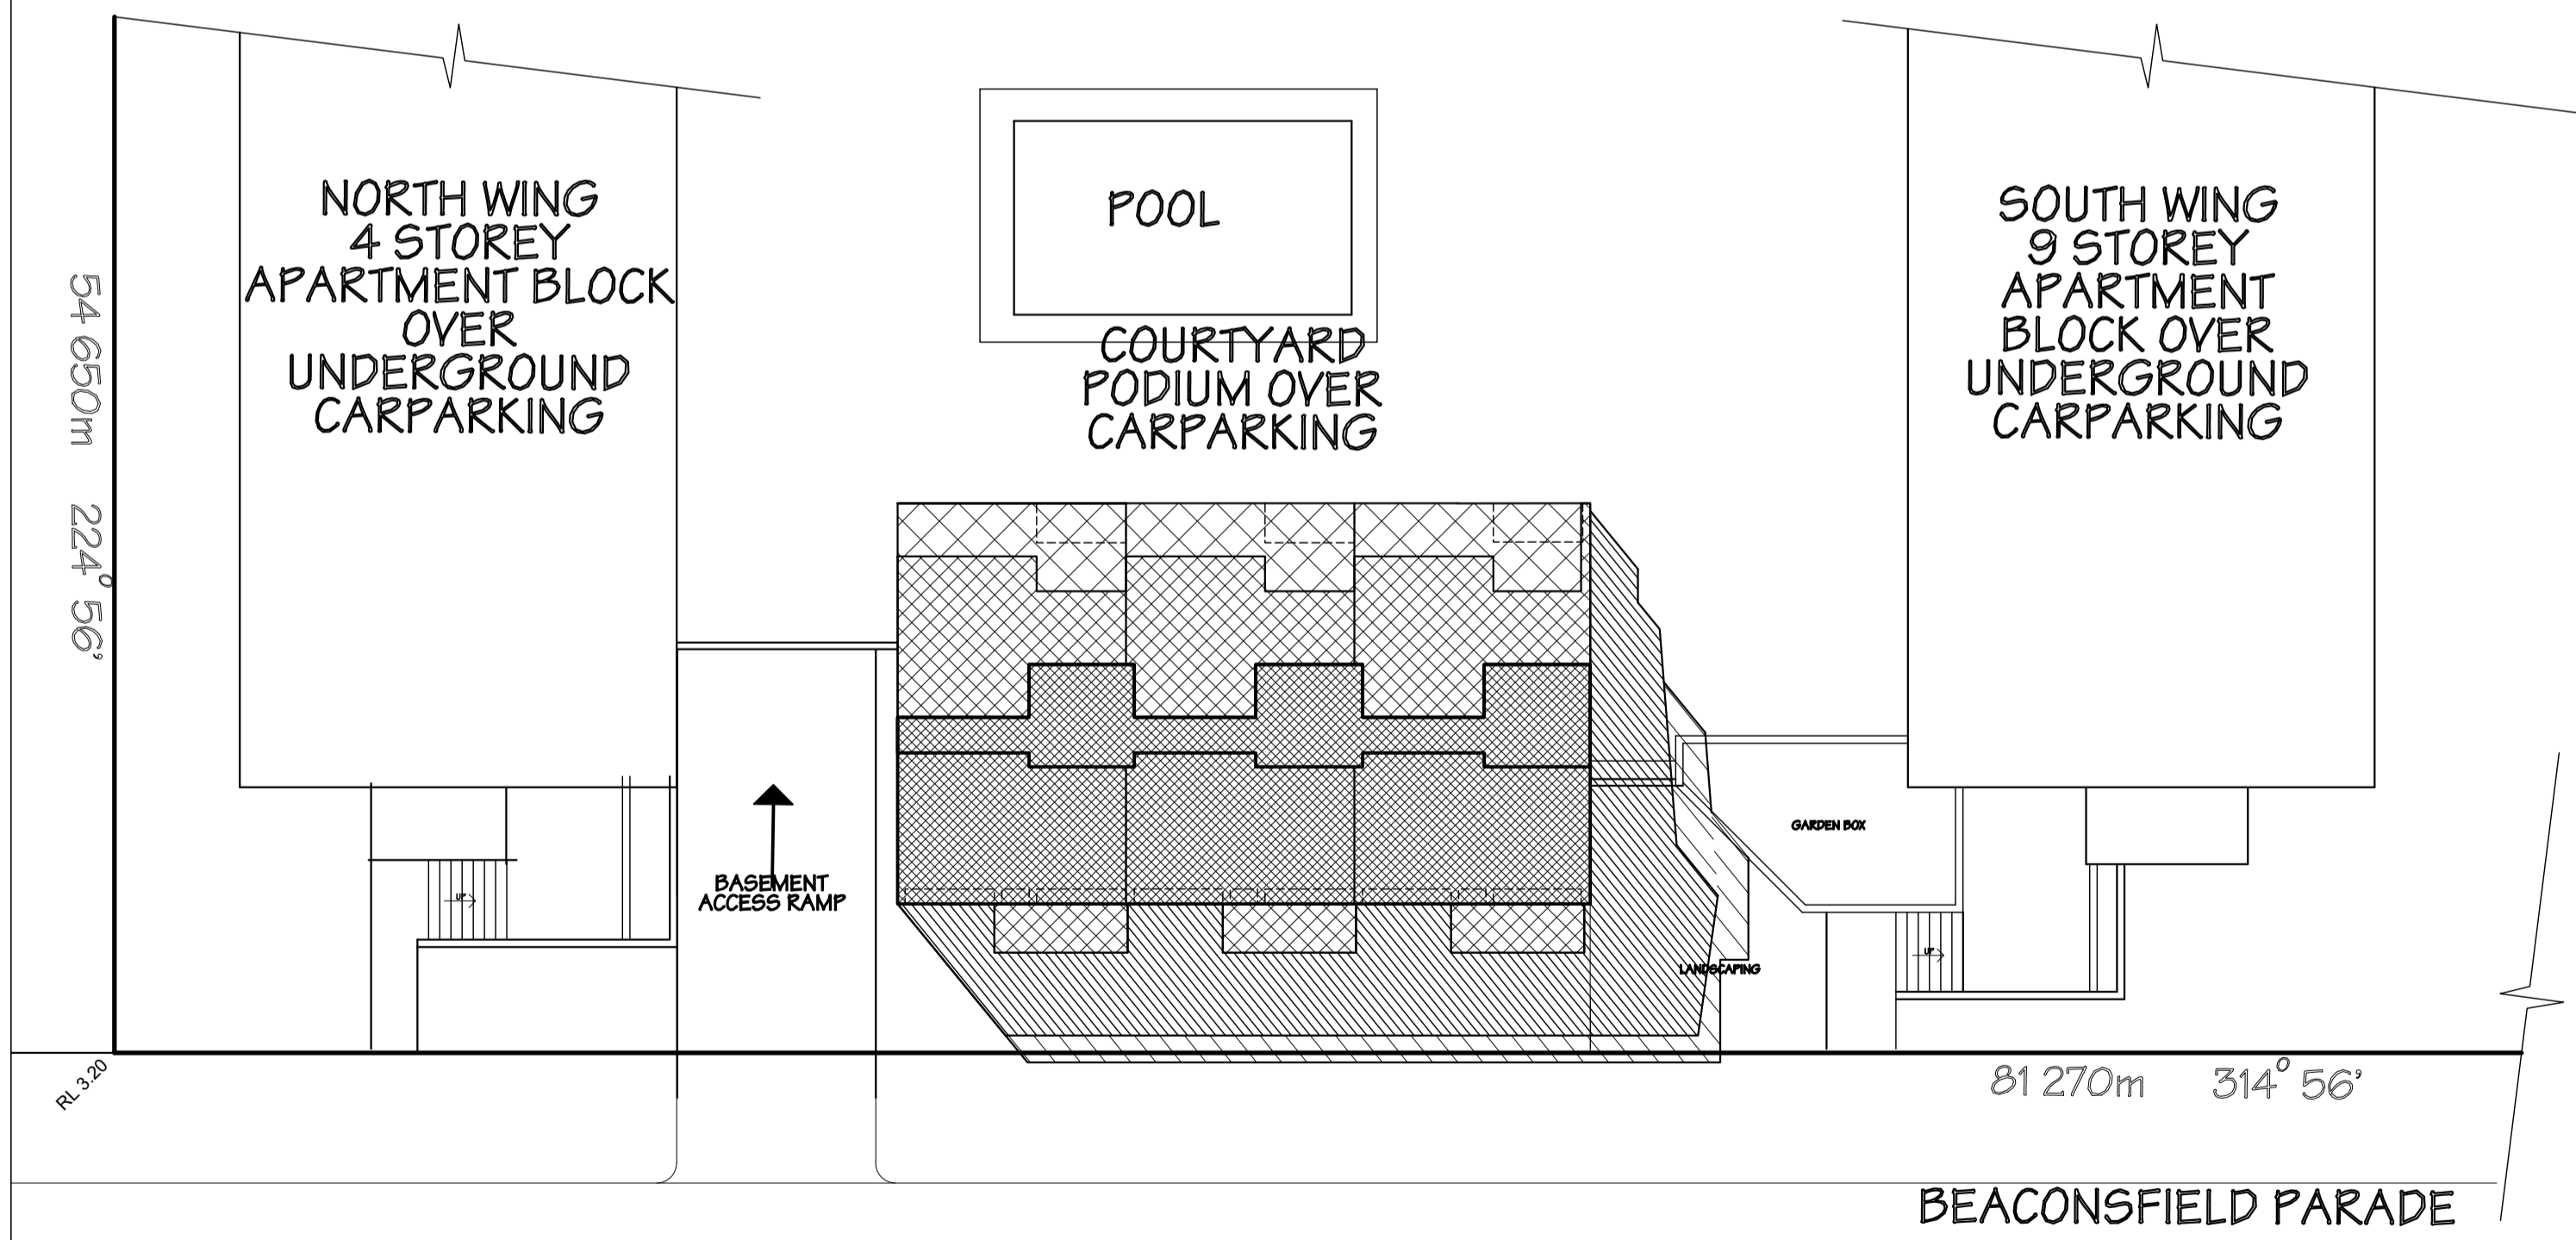 NORTH WING
4 STOREY
APARTMENT BLOCK
OVER
UNDERGROUND
CARPARKING
POOL
COURTYARD
PODIUM OVER
CARPARKING
SOUTH WING
9 STOREY
APARTMENT
BLOCK OVER
UNDERGROUND
CARPARKING
54 650m 224° 56'
BASEMENT
ACCESS RAMP
UP
GARDEN BOX
UP
LANDSCAPING
RL 3.20
81 270m 314° 56'
BEACONSFIELD PARADE